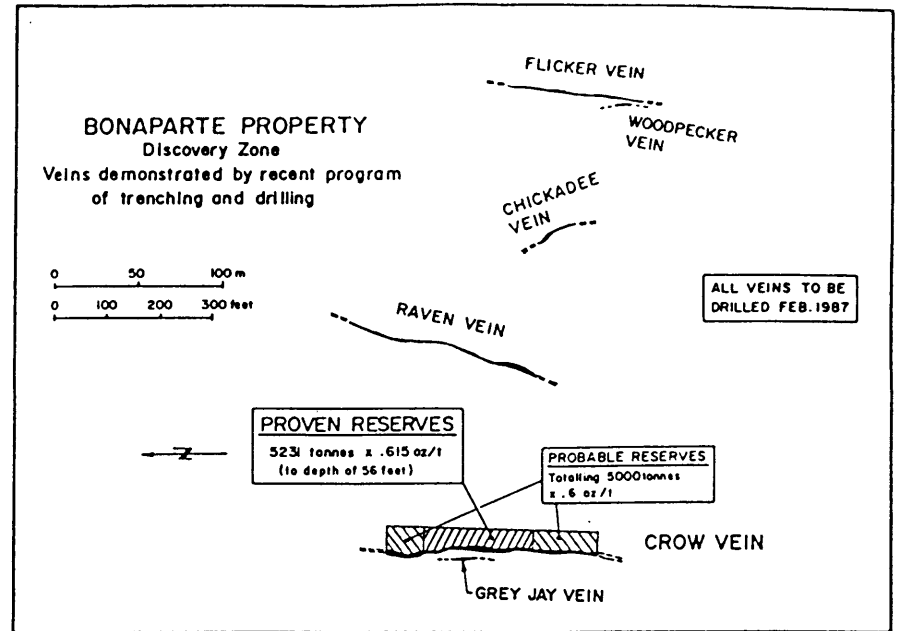 FLICKER VEIN
WOODPECKER
VEIN
BONAPARTE PROPERTY
Discovery Zone
Veins demonstrated by recent program
of trenching and drilling
CHICKADEE
VEIN
0 50 100 m
0 100 200 300 feet
ALL VEINS TO BE
DRILLED FEB. 1987
RAVEN VEIN
N
PROVEN RESERVES
5231 tonnes x .615 oz/t
(to depth of 56 feet)
PROBABLE RESERVES
Totalling 5000 tonnes
x .6 oz/t
CROW VEIN
GREY JAY VEIN